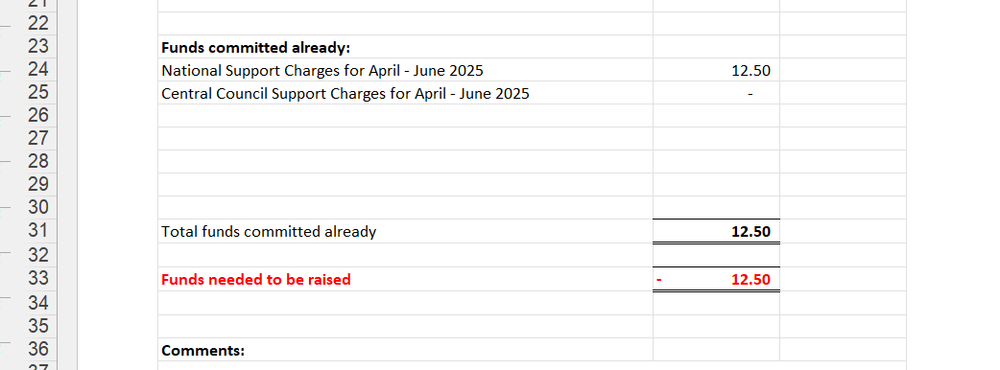 21
22
23 Funds committed already:
24 National Support Charges for April - June 2025 12.50
25 Central Council Support Charges for April - June 2025 -
26
27
28
29
30
31 Total funds committed already 12.50
32
33 Funds needed to be raised - 12.50
34
35
36 Comments:
37